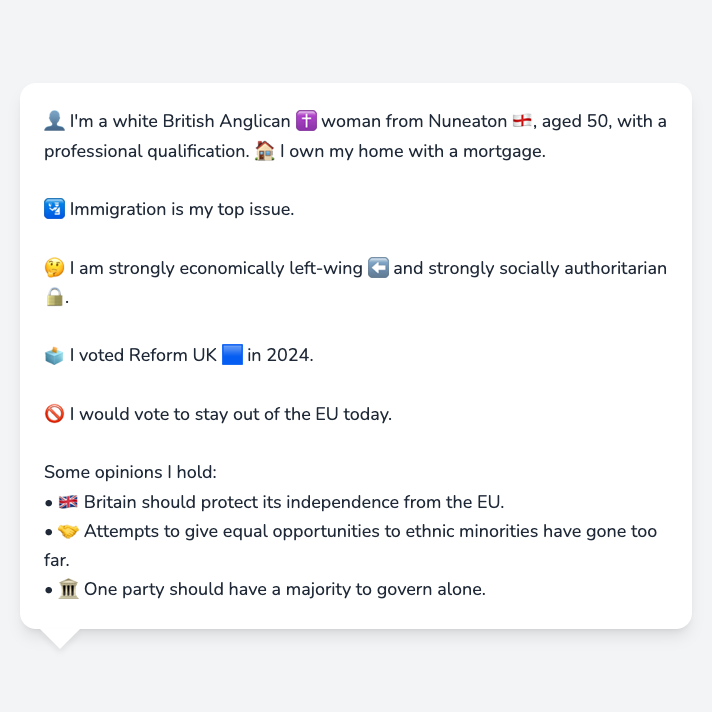 👤 I'm a white British Anglican ✝️ woman from Nuneaton 🏴󠁧󠁢󠁥󠁮󠁧󠁿, aged 50, with a
professional qualification. 🏠 I own my home with a mortgage.
🛂 Immigration is my top issue.
🤔 I am strongly economically left-wing ⬅️ and strongly socially authoritarian
🔒.
🗳️ I voted Reform UK 🟦 in 2024.
🚫 I would vote to stay out of the EU today.
Some opinions I hold:
• 🇬🇧 Britain should protect its independence from the EU.
• 🤝 Attempts to give equal opportunities to ethnic minorities have gone too
far.
• 🏛️ One party should have a majority to govern alone.